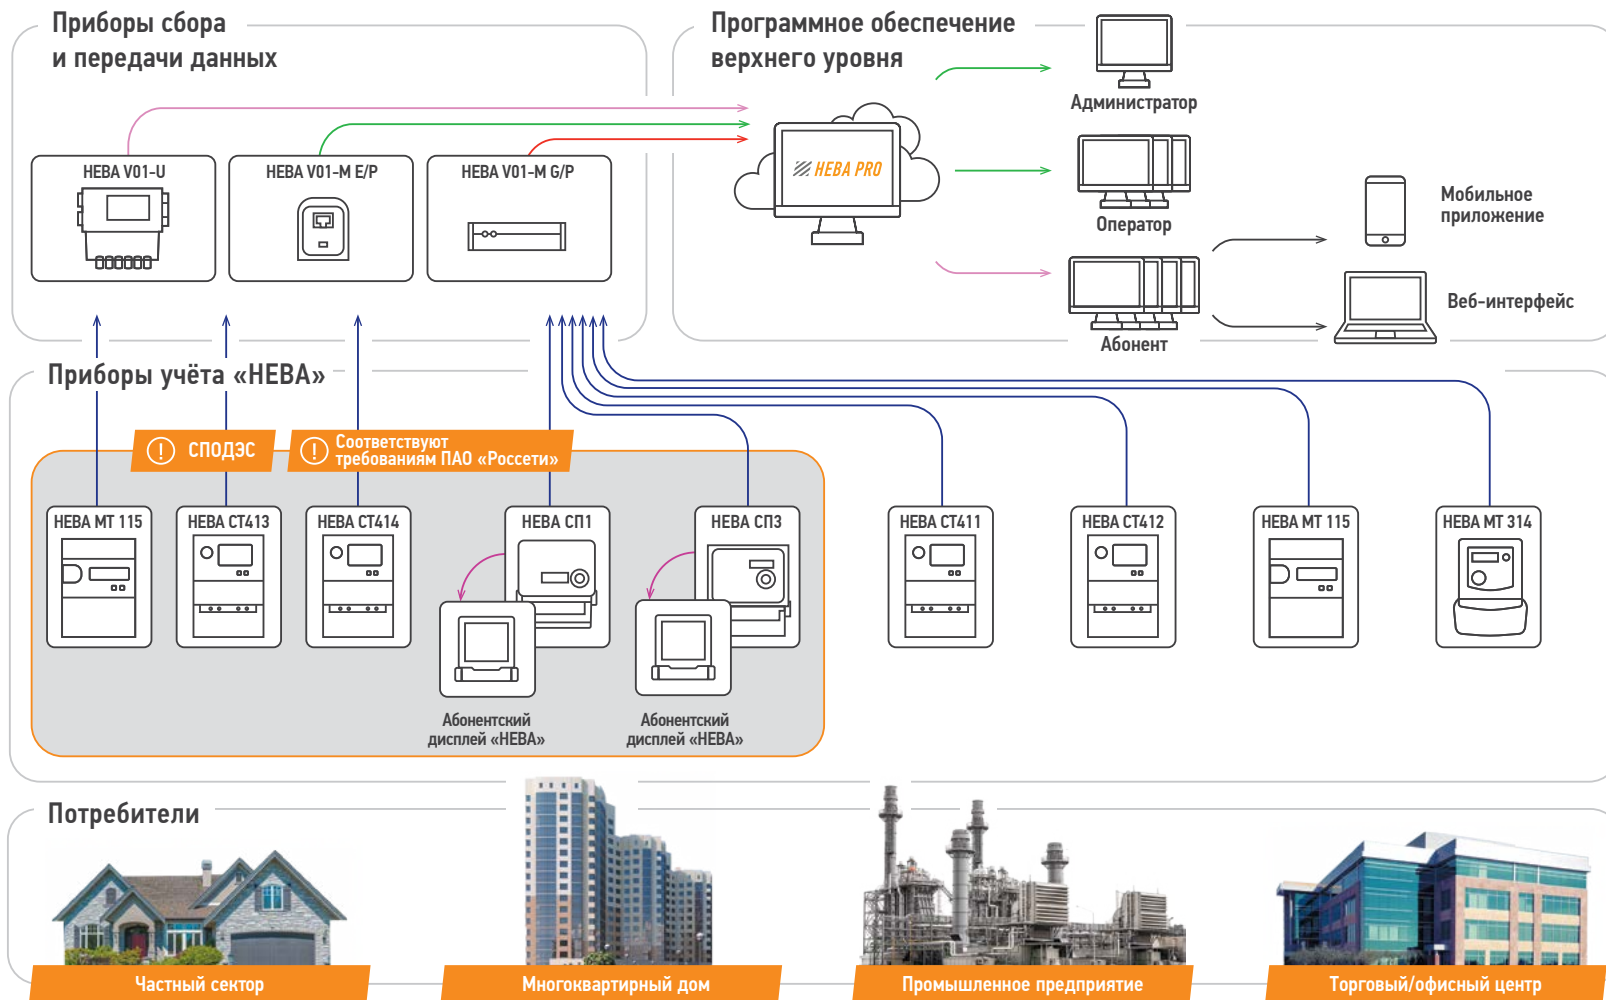 Приборы сбора
и передачи данных
НЕВА V01-U
НЕВА V01-M E/P
НЕВА V01-M G/P
Программное обеспечение
верхнего уровня
НЕВА PRO
Администратор
Оператор
Абонент
Мобильное
приложение
Веб-интерфейс
Приборы учёта «НЕВА»
СПОДЭС
Соответствуют
требованиям ПАО «Россети»
НЕВА МТ 115
НЕВА СТ413
НЕВА СТ414
НЕВА СП1
НЕВА СП3
НЕВА СТ411
НЕВА СТ412
НЕВА МТ 115
НЕВА МТ 314
Абонентский
дисплей «НЕВА»
Абонентский
дисплей «НЕВА»
Потребители
Частный сектор
Многоквартирный дом
Промышленное предприятие
Торговый/офисный центр